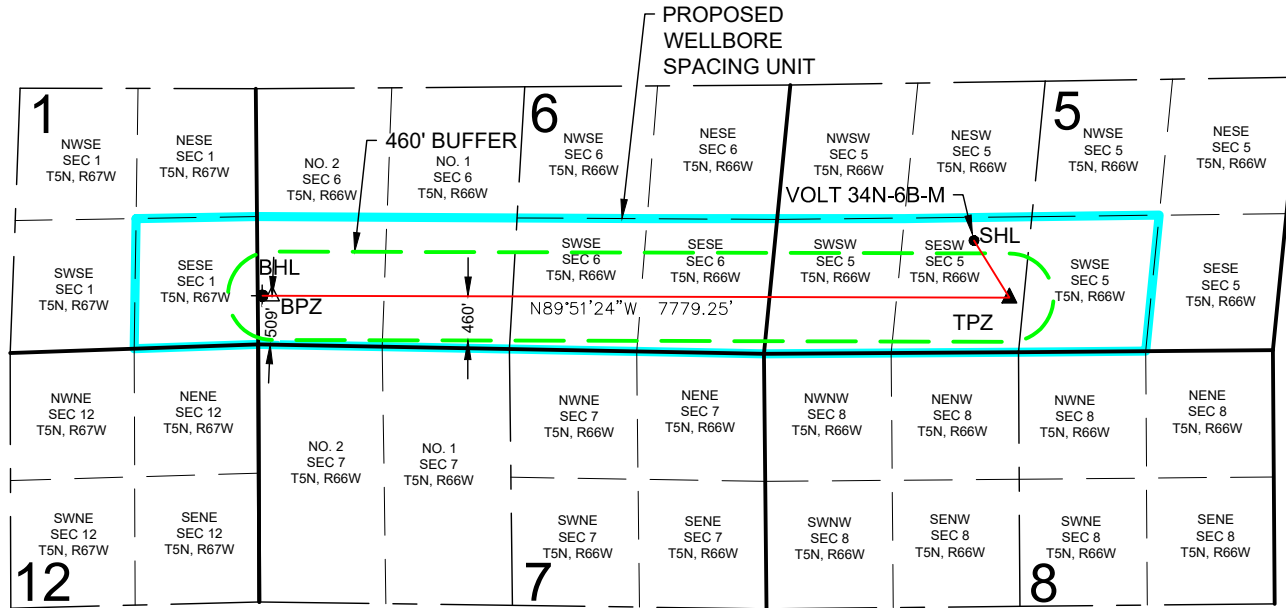 PROPOSED
WELLBORE
SPACING UNIT
1
6
5
NWSE
SEC 1
T5N, R67W
NESE
SEC 1
T5N, R67W
460' BUFFER
NO. 2
SEC 6
T5N, R66W
NO. 1
SEC 6
T5N, R66W
NWSE
SEC 6
T5N, R66W
NESE
SEC 6
T5N, R66W
NWSW
SEC 5
T5N, R66W
NESW
SEC 5
T5N, R66W
NWSE
SEC 5
T5N, R66W
NESE
SEC 5
T5N, R66W
VOLT 34N-6B-M
SHL
SWSE
SEC 1
T5N, R67W
SESE
SEC 1
T5N, R67W
BHL
BPZ
509'
460'
SWSE
SEC 6
T5N, R66W
SESE
SEC 6
T5N, R66W
SWSW
SEC 5
T5N, R66W
SESW
SEC 5
T5N, R66W
SWSE
SEC 5
T5N, R66W
SESE
SEC 5
T5N, R66W
N89°51'24"W 7779.25'
TPZ
NWNE
SEC 12
T5N, R67W
NENE
SEC 12
T5N, R67W
NO. 2
SEC 7
T5N, R66W
NO. 1
SEC 7
T5N, R66W
NWNE
SEC 7
T5N, R66W
NENE
SEC 7
T5N, R66W
NWNW
SEC 8
T5N, R66W
NENW
SEC 8
T5N, R66W
NWNE
SEC 8
T5N, R66W
NENE
SEC 8
T5N, R66W
SWNE
SEC 12
T5N, R67W
SENE
SEC 12
T5N, R67W
SWNE
SEC 7
T5N, R66W
SENE
SEC 7
T5N, R66W
SWNW
SEC 8
T5N, R66W
SENW
SEC 8
T5N, R66W
SWNE
SEC 8
T5N, R66W
SENE
SEC 8
T5N, R66W
12
7
8